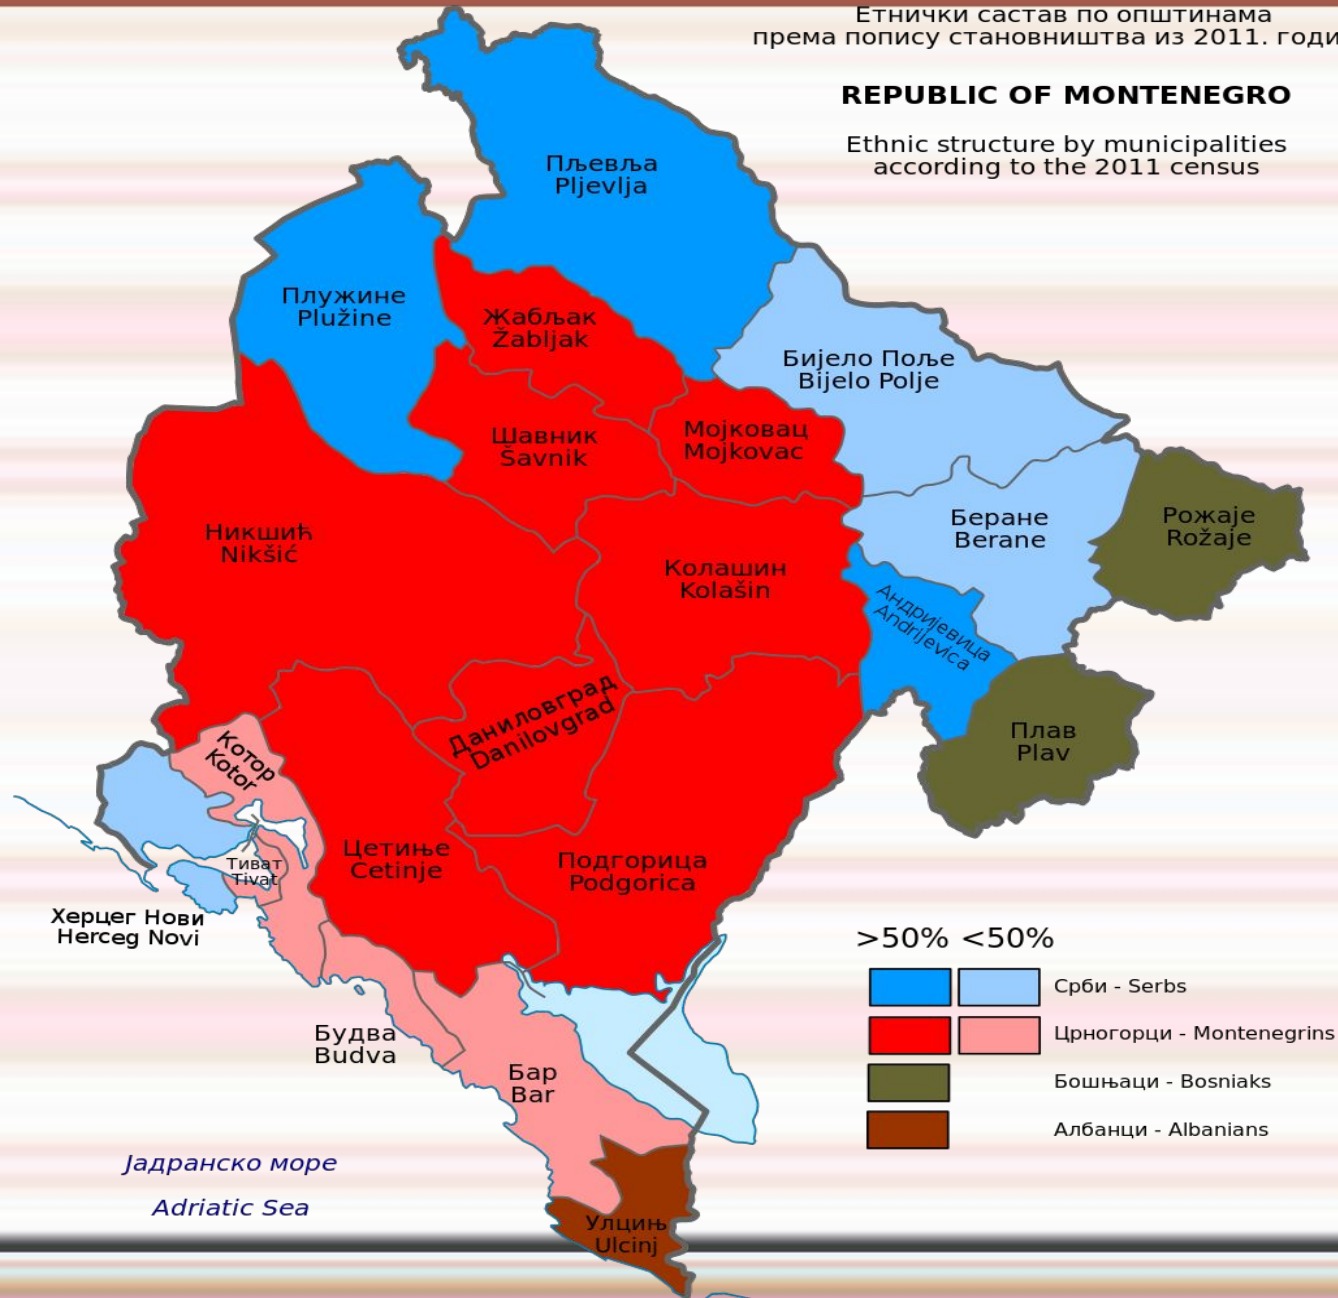 Етнички састав по општинама
према попису становништва из 2011. годи
REPUBLIC OF MONTENEGRO
Ethnic structure by municipalities
according to the 2011 census
Пљевља
Pljevlja
Плужине
Plužine
Жабљак
Žabljak
Бијело Поље
Bijelo Polje
Шавник
Šavnik
Мојковац
Mojkovac
Никшић
Nikšić
Беране
Berane
Рожаје
Rožaje
Колашин
Kolašin
Андријевица
Andrijevica
Даниловград
Danilovgrad
Плав
Plav
Котор
Kotor
Цетиње
Cetinje
Подгорица
Podgorica
Тиват
Tivat
Херцег Нови
Herceg Novi
Будва
Budva
Бар
Bar
Улцињ
Ulcinj
Јадранско море
Adriatic Sea
>50% <50%
Срби - Serbs
Црногорци - Montenegrins
Бошњаци - Bosniaks
Албанци - Albanians